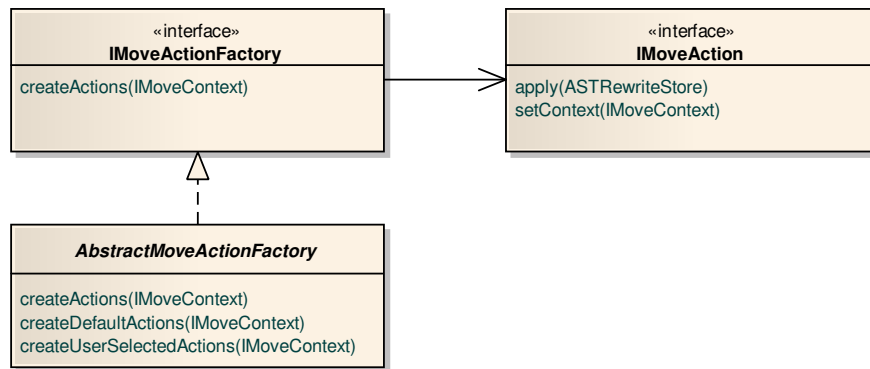 «interface»
IMoveActionFactory
createActions(IMoveContext)
«interface»
IMoveAction
apply(ASTRewriteStore)
setContext(IMoveContext)
AbstractMoveActionFactory
createActions(IMoveContext)
createDefaultActions(IMoveContext)
createUserSelectedActions(IMoveContext)